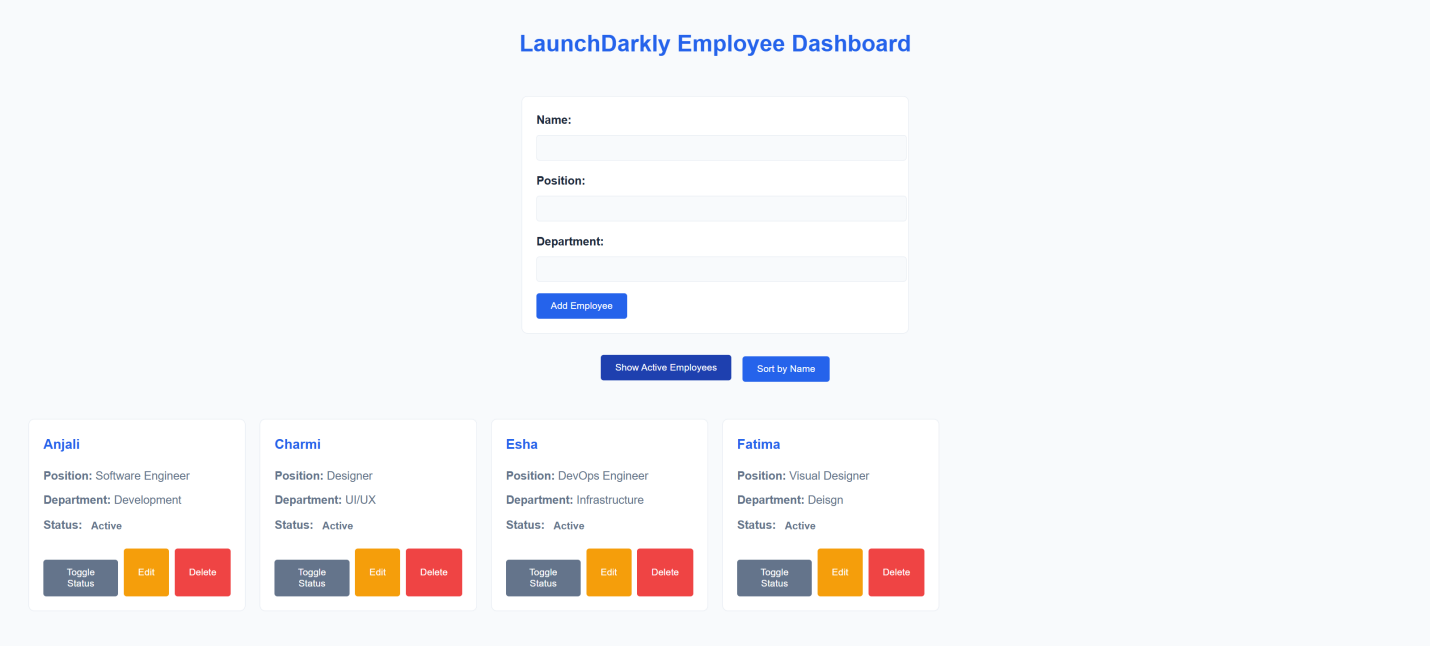 LaunchDarkly Employee Dashboard
Name:
Position:
Department:
Add Employee
Show Active Employees
Sort by Name
Anjali
Position: Software Engineer
Department: Development
Status: Active
Toggle
Status
Edit
Delete
Charmi
Position: Designer
Department: UI/UX
Status: Active
Toggle
Status
Edit
Delete
Esha
Position: DevOps Engineer
Department: Infrastructure
Status: Active
Toggle
Status
Edit
Delete
Fatima
Position: Visual Designer
Department: Deisgn
Status: Active
Toggle
Status
Edit
Delete